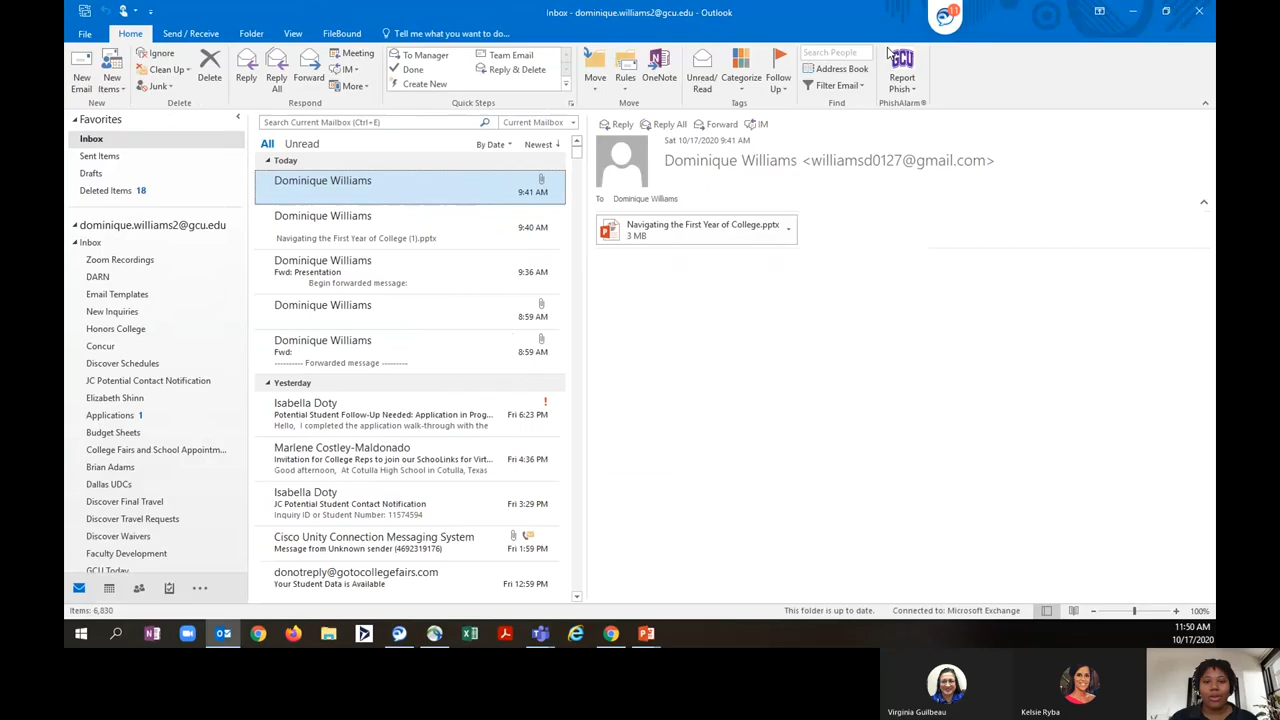 Inbox - dominique.williams2@gcu.edu - Outlook
11
File Home Send / Receive Folder View FileBound Tell me what you want to do...
New Email
New Items
New
Ignore
Clean Up
Junk
Delete
Delete
Reply
Reply All
Forward
Meeting
IM
More
Respond
To Manager
Done
Create New
Team Email
Reply & Delete
Quick Steps
Move
Rules
OneNote
Move
Unread/ Read
Categorize
Follow Up
Tags
Search People
Address Book
Filter Email
Find
GCU
Report Phish
PhishAlarm®
Favorites
Inbox
Sent Items
Drafts
Deleted Items 18
dominique.williams2@gcu.edu
Inbox
Zoom Recordings
DARN
Email Templates
New Inquiries
Honors College
Concur
Discover Schedules
JC Potential Contact Notification
Elizabeth Shinn
Applications 1
Budget Sheets
College Fairs and School Appointm...
Brian Adams
Dallas UDCs
Discover Final Travel
Discover Travel Requests
Discover Waivers
Faculty Development
GCU Today
Search Current Mailbox (Ctrl+E) Current Mailbox
All Unread By Date Newest
Today
Dominique Williams
9:41 AM
Dominique Williams
9:40 AM
Navigating the First Year of College (1).pptx
Dominique Williams
Fwd: Presentation 9:36 AM
Begin forwarded message:
Dominique Williams
8:59 AM
Dominique Williams
Fwd: 8:59 AM
---------- Forwarded message ---------
Yesterday
Isabella Doty !
Potential Student Follow-Up Needed: Application in Prog... Fri 6:23 PM
Hello, I completed the application walk-through with the
Marlene Costley-Maldonado
Invitation for College Reps to join our SchooLinks for Virt... Fri 4:36 PM
Good afternoon, At Cotulla High School in Cotulla, Texas
Isabella Doty
JC Potential Student Contact Notification Fri 3:29 PM
Inquiry ID or Student Number: 11574594
Cisco Unity Connection Messaging System
Message from Unknown sender (4692319176) Fri 1:59 PM
donotreply@gotocollegefairs.com
Your Student Data is Available Fri 12:59 PM
Reply Reply All Forward IM
Sat 10/17/2020 9:41 AM
Dominique Williams <williamsd0127@gmail.com>
To Dominique Williams
Navigating the First Year of College.pptx
3 MB
Items: 6,830
This folder is up to date. Connected to: Microsoft Exchange 100%
11:50 AM
10/17/2020
Virginia Guilbeau
Kelsie Ryba